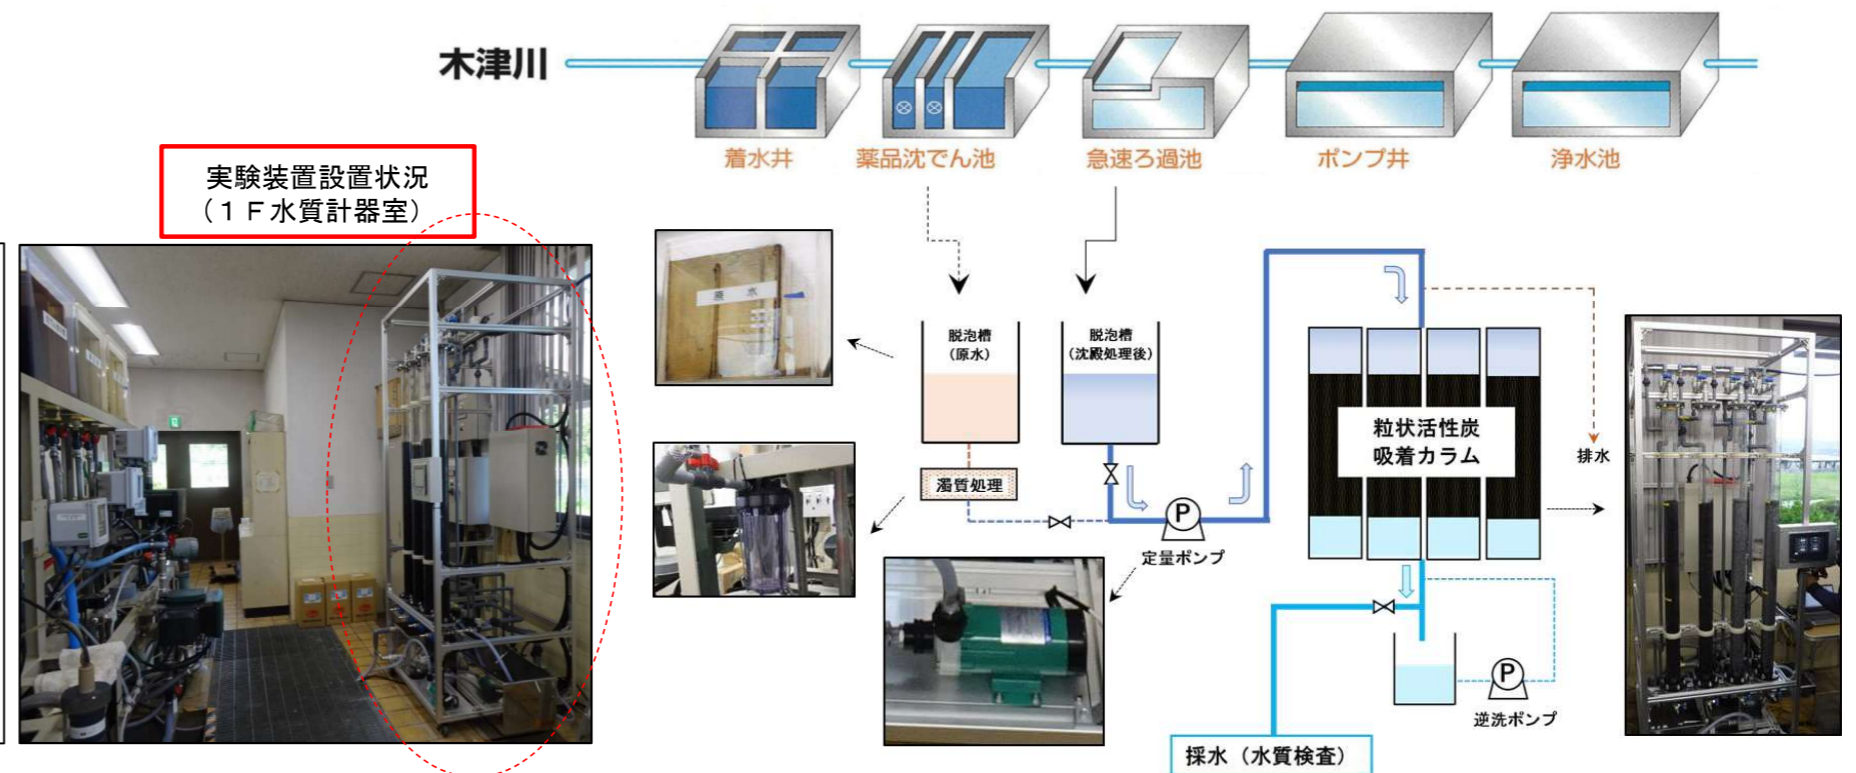 木津川
着水井
薬品沈でん池
急速ろ過池
ポンプ井
浄水池
実験装置設置状況
（１Ｆ水質計器室）
原 水
脱泡槽
（原水）
脱泡槽
（沈殿処理後）
濁質処理
P
定量ポンプ
粒状活性炭
吸着カラム
排水
P
逆洗ポンプ
採水（水質検査）